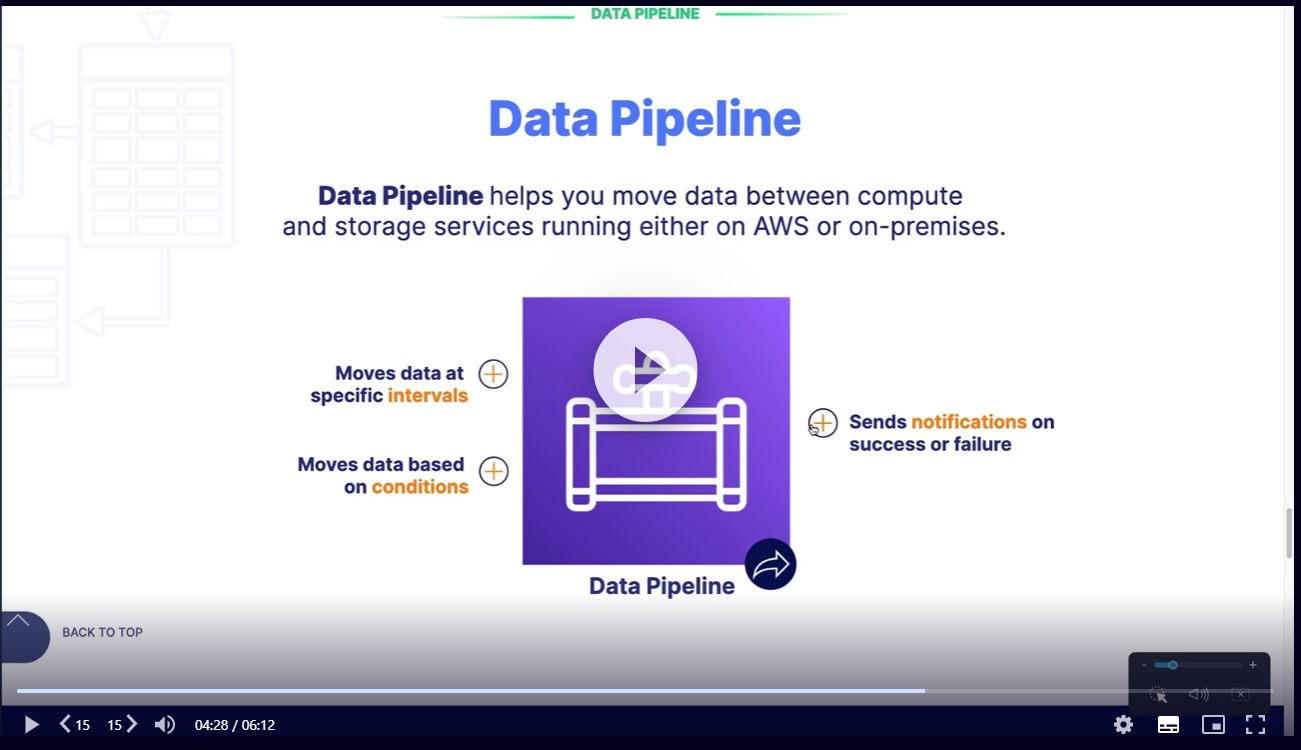 DATA PIPELINE
Data Pipeline
Data Pipeline helps you move data between compute
and storage services running either on AWS or on-premises.
Moves data at
specific intervals
Moves data based
on conditions
Sends notifications on
success or failure
Data Pipeline
BACK TO TOP
- +
15 15 04:28 / 06:12